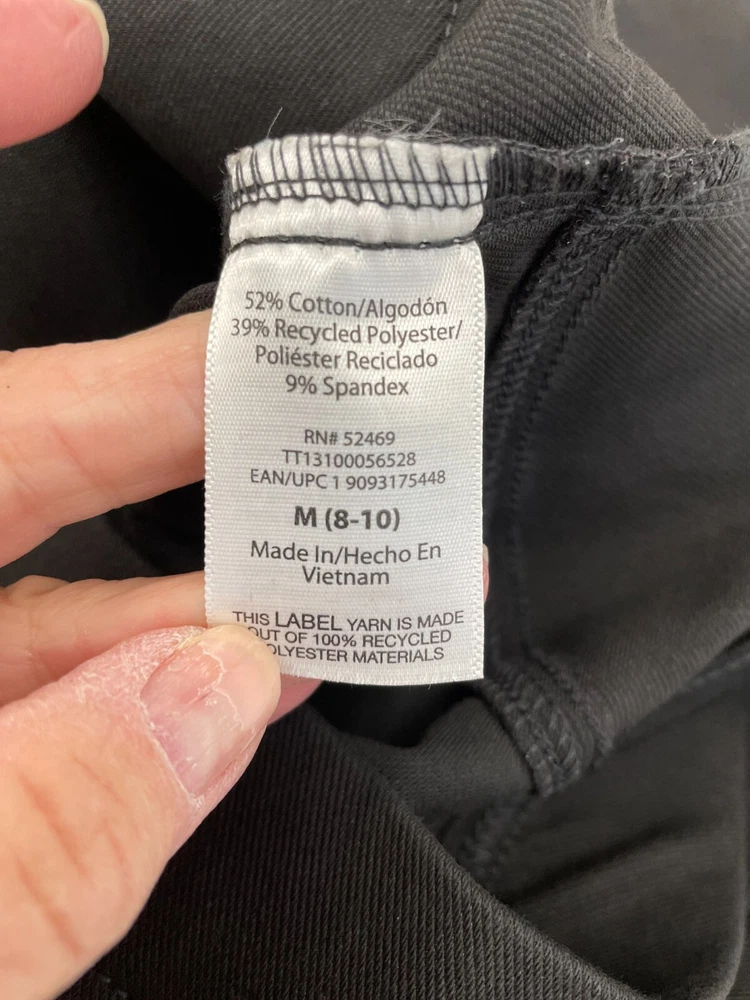 52% Cotton/Algodón
39% Recycled Polyester/
Poliéster Reciclado
9% Spandex
RN# 52469
TT13100056528
EAN/UPC 1 9093175448
M (8-10)
Made In/Hecho En
Vietnam
THIS LABEL YARN IS MADE
OUT OF 100% RECYCLED
OLYESTER MATERIALS